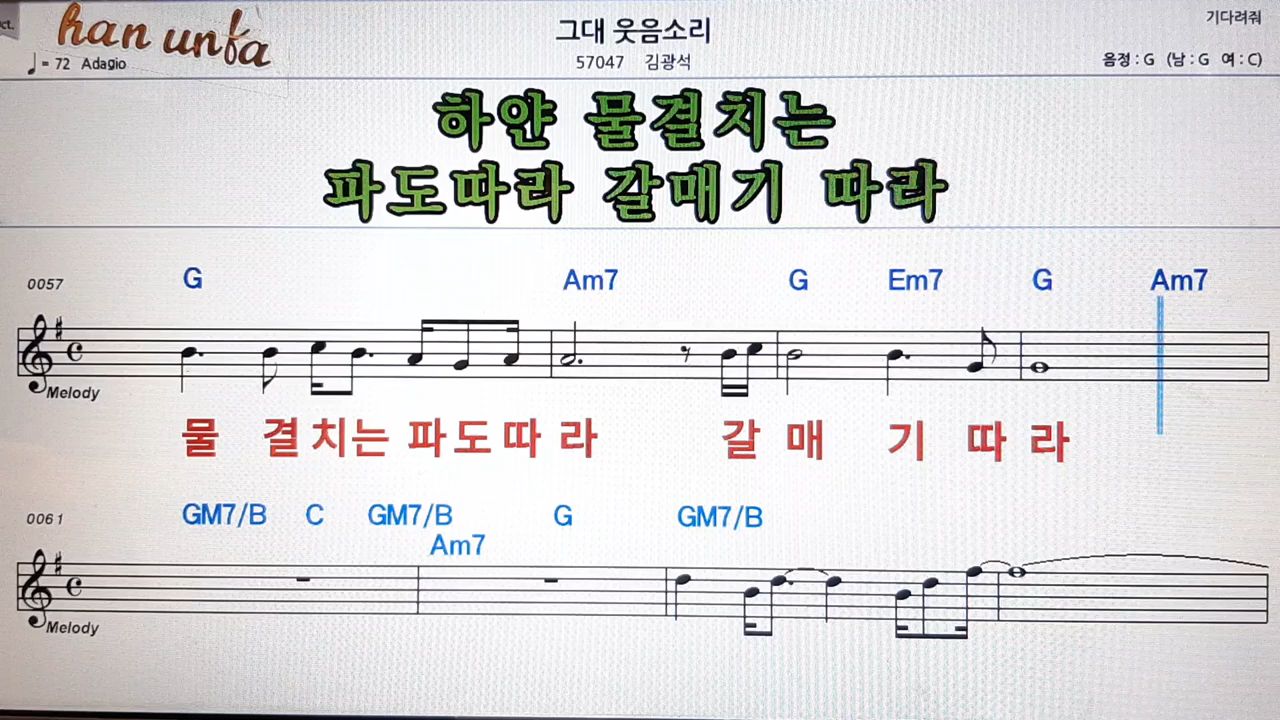 ct.
han unfa
그대 웃음소리
기다려줘
♩= 72 Adagio
57047 김광석
음정 : G (남 : G 여 : C)
하얀 물결치는
파도따라 갈매기 따라
0057 G Am7 G Em7 G Am7
Melody
물 결치는 파도따 라 갈 매 기 따 라
0061 GM7/B C GM7/B G GM7/B
Am7
Melody